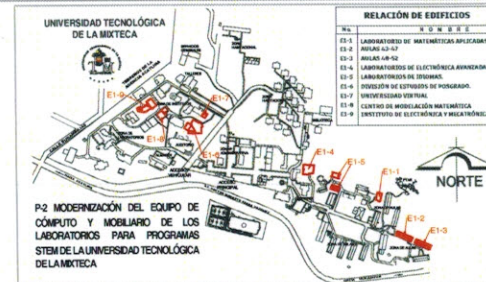 UNIVERSIDAD TECNOLÓGICA
DE LA MIXTECA
RELACIÓN DE EDIFICIOS
No. NOMBRE
E1-1 LABORATORIO DE MATEMÁTICAS APLICADAS
E1-2 AULAS 43-47
E1-3 AULAS 48-52
E1-4 LABORATORIOS DE ELECTRÓNICA AVANZADA
E1-5 LABORATORIOS DE IDIOMAS
E1-6 DIVISIÓN DE ESTUDIOS DE POSGRADO
E1-7 UNIVERSIDAD VIRTUAL
E1-8 CENTRO DE MODELACIÓN MATEMÁTICA
E1-9 INSTITUTO DE ELECTRÓNICA Y MECATRÓNICA
TALLERES
E1-9
E1-7
E1-8
E1-6
E1-4
E1-5
E1-1
E1-2
E1-3
NORTE
P-2 MODERNIZACIÓN DEL EQUIPO DE
CÓMPUTO Y MOBILIARIO DE LOS
LABORATORIOS PARA PROGRAMAS
STEM DE LA UNIVERSIDAD TECNOLÓGICA
DE LA MIXTECA